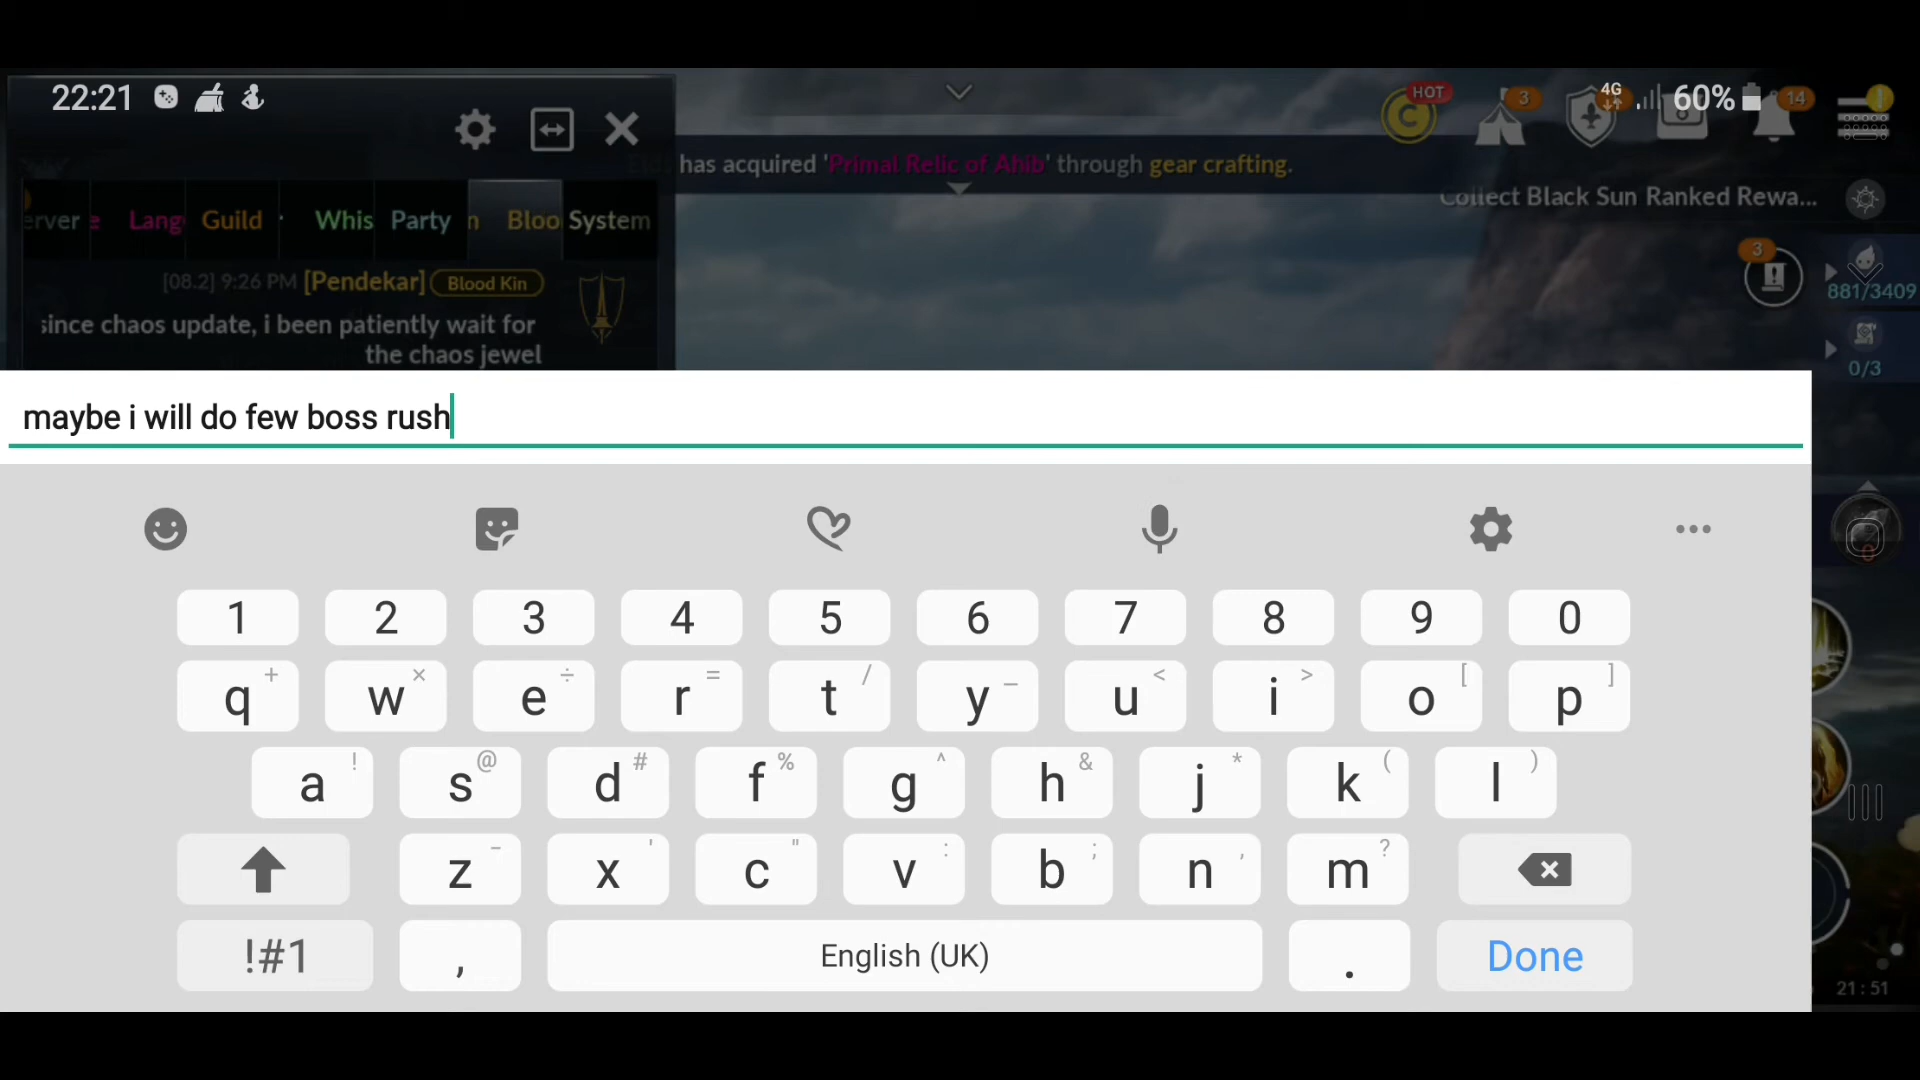 22:21
4G
60%
HOT
3
14
has acquired 'Primal Relic of Ahib' through gear crafting.
Collect Black Sun Ranked Rewa...
erver
e
Lang
Guild
Whis
Party
n
Bloo
System
[08.2] 9:26 PM [Pendekar] Blood Kin
since chaos update, i been patiently wait for
the chaos jewel
3
881/3409
0/3
maybe i will do few boss rush
0
1 2 3 4 5 6 7 8 9 0
q + w × e ÷ r = t / y _ u < i > o [ p ]
a ! s @ d # f % g ^ h & j * k ( l )
z - x ' c " v : b ; n , m ?
!#1 , English (UK) . Done
21:51